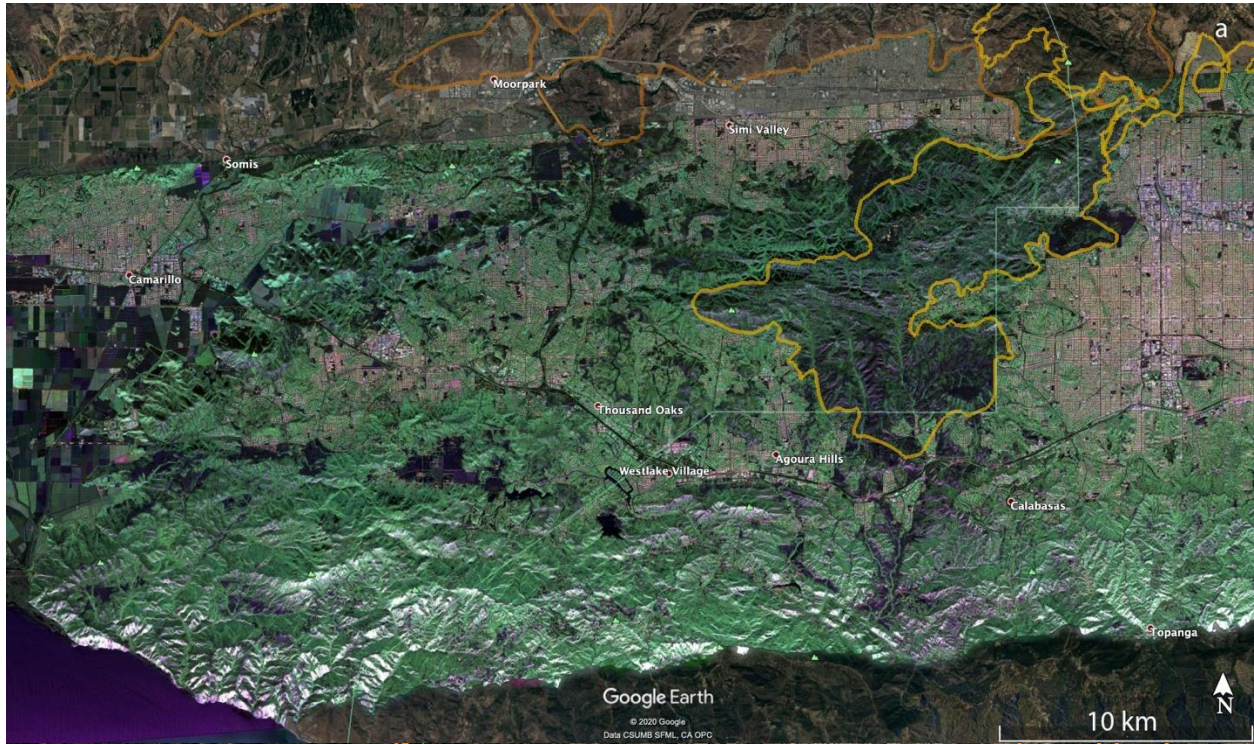 a
Moorpark
Simi Valley
Somis
Camarillo
Thousand Oaks
Agoura Hills
Westlake Village
Calabasas
Topanga
Google Earth
© 2020 Google
Data CSUMB SFML, CA OPC
N
10 km